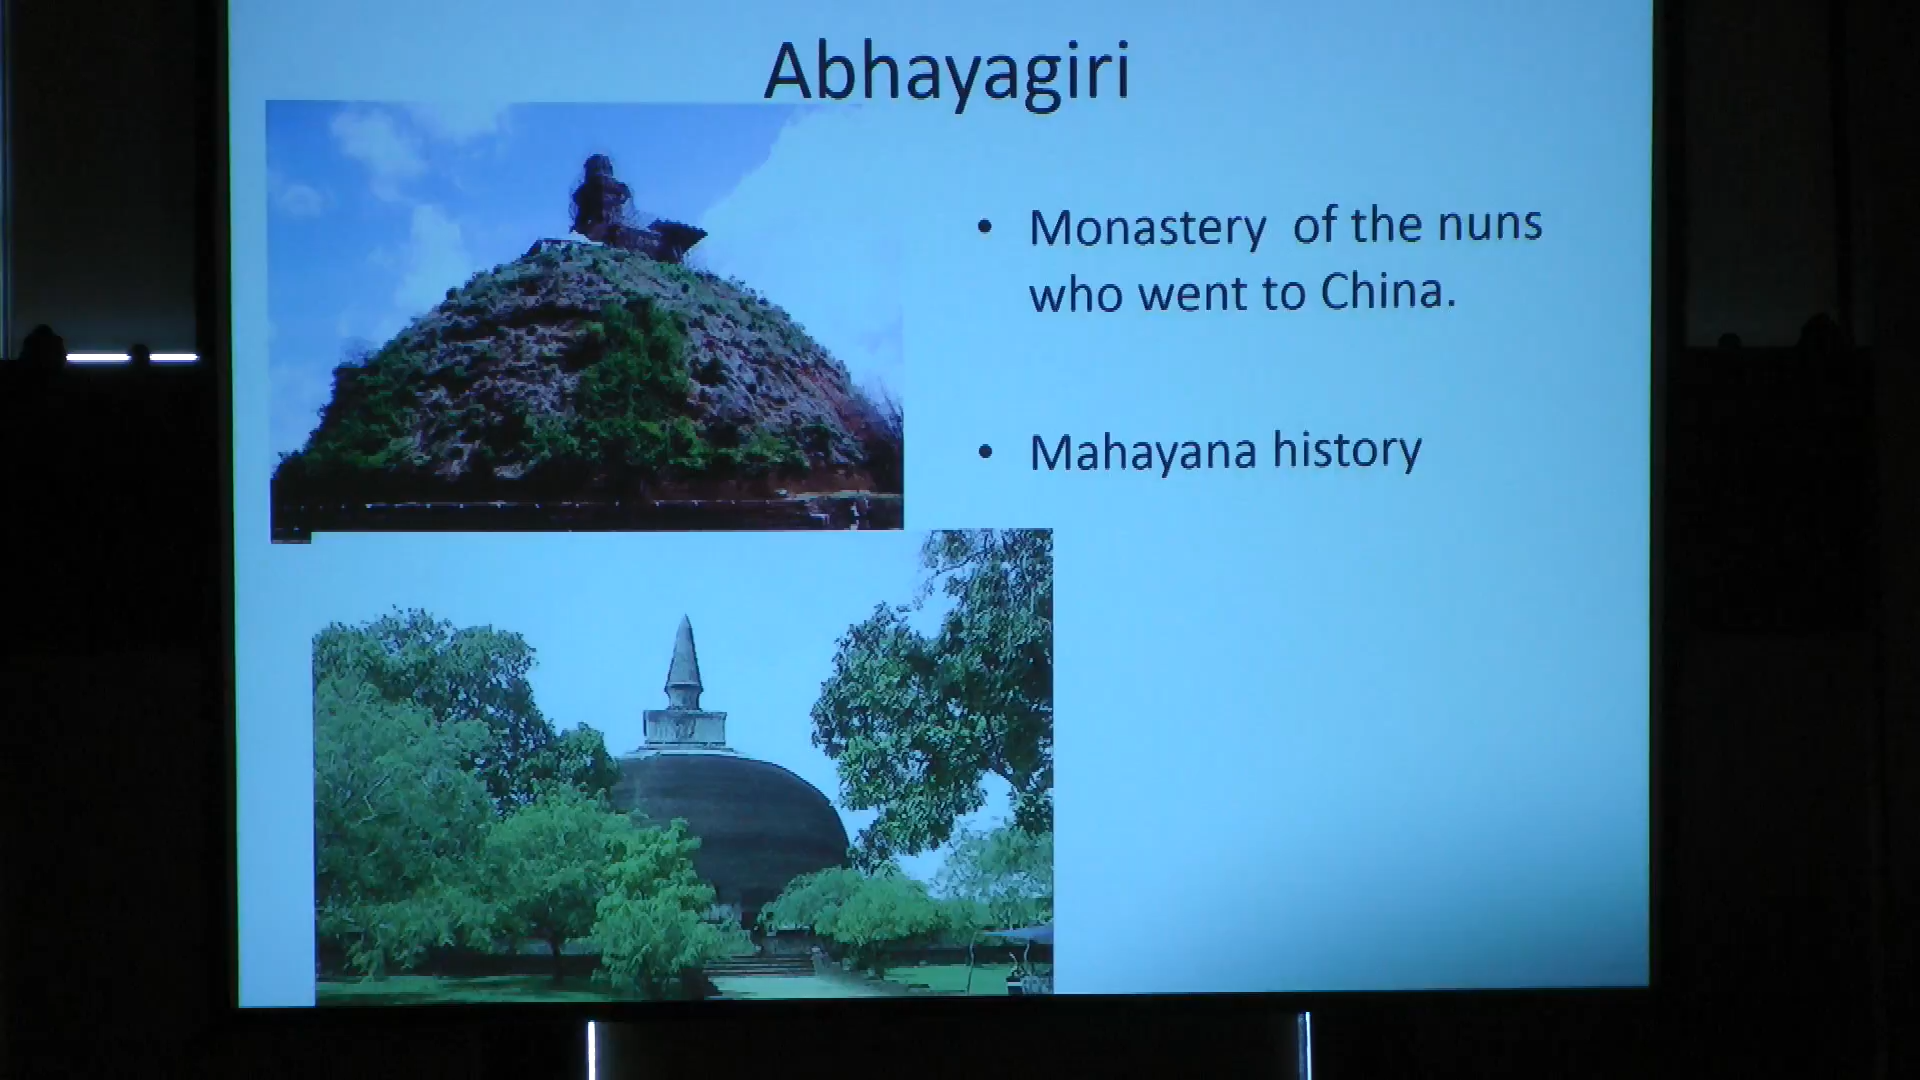 Abhayagiri
• Monastery of the nuns
who went to China.
• Mahayana history